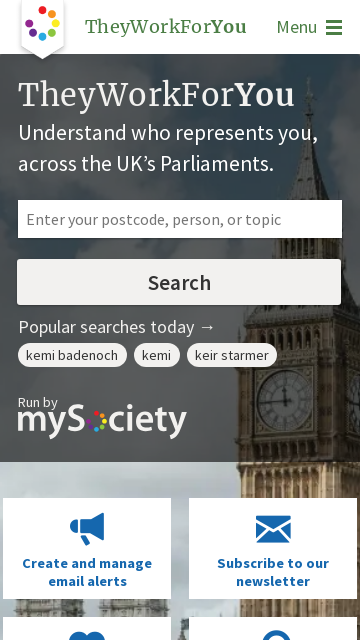 TheyWorkForYou
Menu
TheyWorkForYou
Understand who represents you,
across the UK’s Parliaments.
Enter your postcode, person, or topic
Search
Popular searches today →
kemi badenoch
kemi
keir starmer
Run by
mySociety
Create and manage
email alerts
Subscribe to our
newsletter